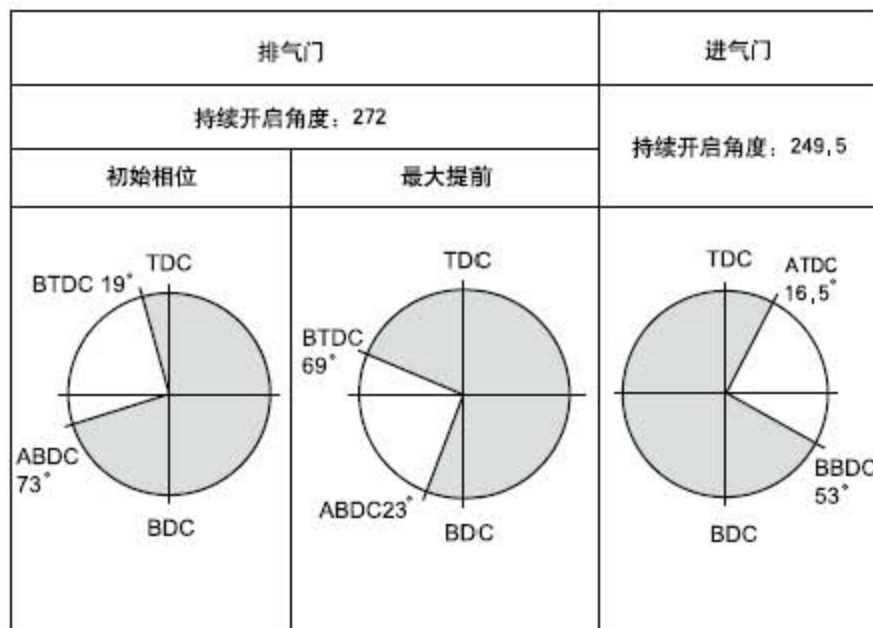 排气门
进气门
持续开启角度：272
持续开启角度：249,5
初始相位
最大提前
TDC
BTDC 19°
ABDC
73°
BDC
TDC
BTDC
69°
ABDC23°
BDC
TDC
ATDC
16,5°
BBDC
53°
BDC